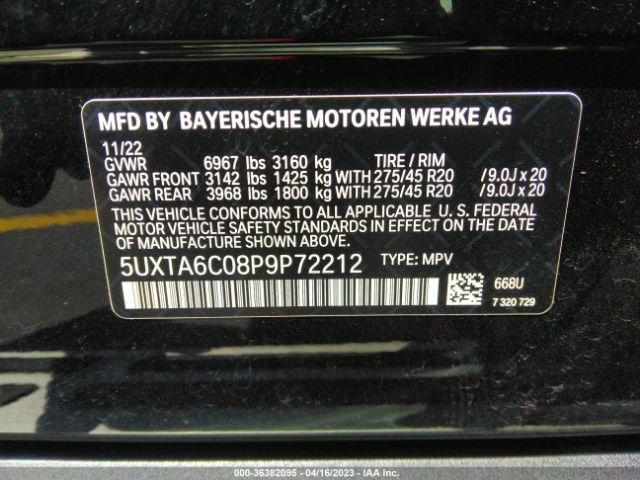 MFD BY BAYERISCHE MOTOREN WERKE AG
11/22
GVWR 6967 lbs 3160 kg TIRE / RIM
GAWR FRONT 3142 lbs 1425 kg WITH 275/45 R20 /9.0J x 20
GAWR REAR 3968 lbs 1800 kg WITH 275/45 R20 /9.0J x 20
THIS VEHICLE CONFORMS TO ALL APPLICABLE U. S. FEDERAL
MOTOR VEHICLE SAFETY STANDARDS IN EFFECT ON THE DATE
OF MANUFACTURE SHOWN ABOVE.
5UXTA6C08P9P72212 TYPE: MPV
668U
7 320 729
000-36382095 - 04/16/2023 - IAA Inc.